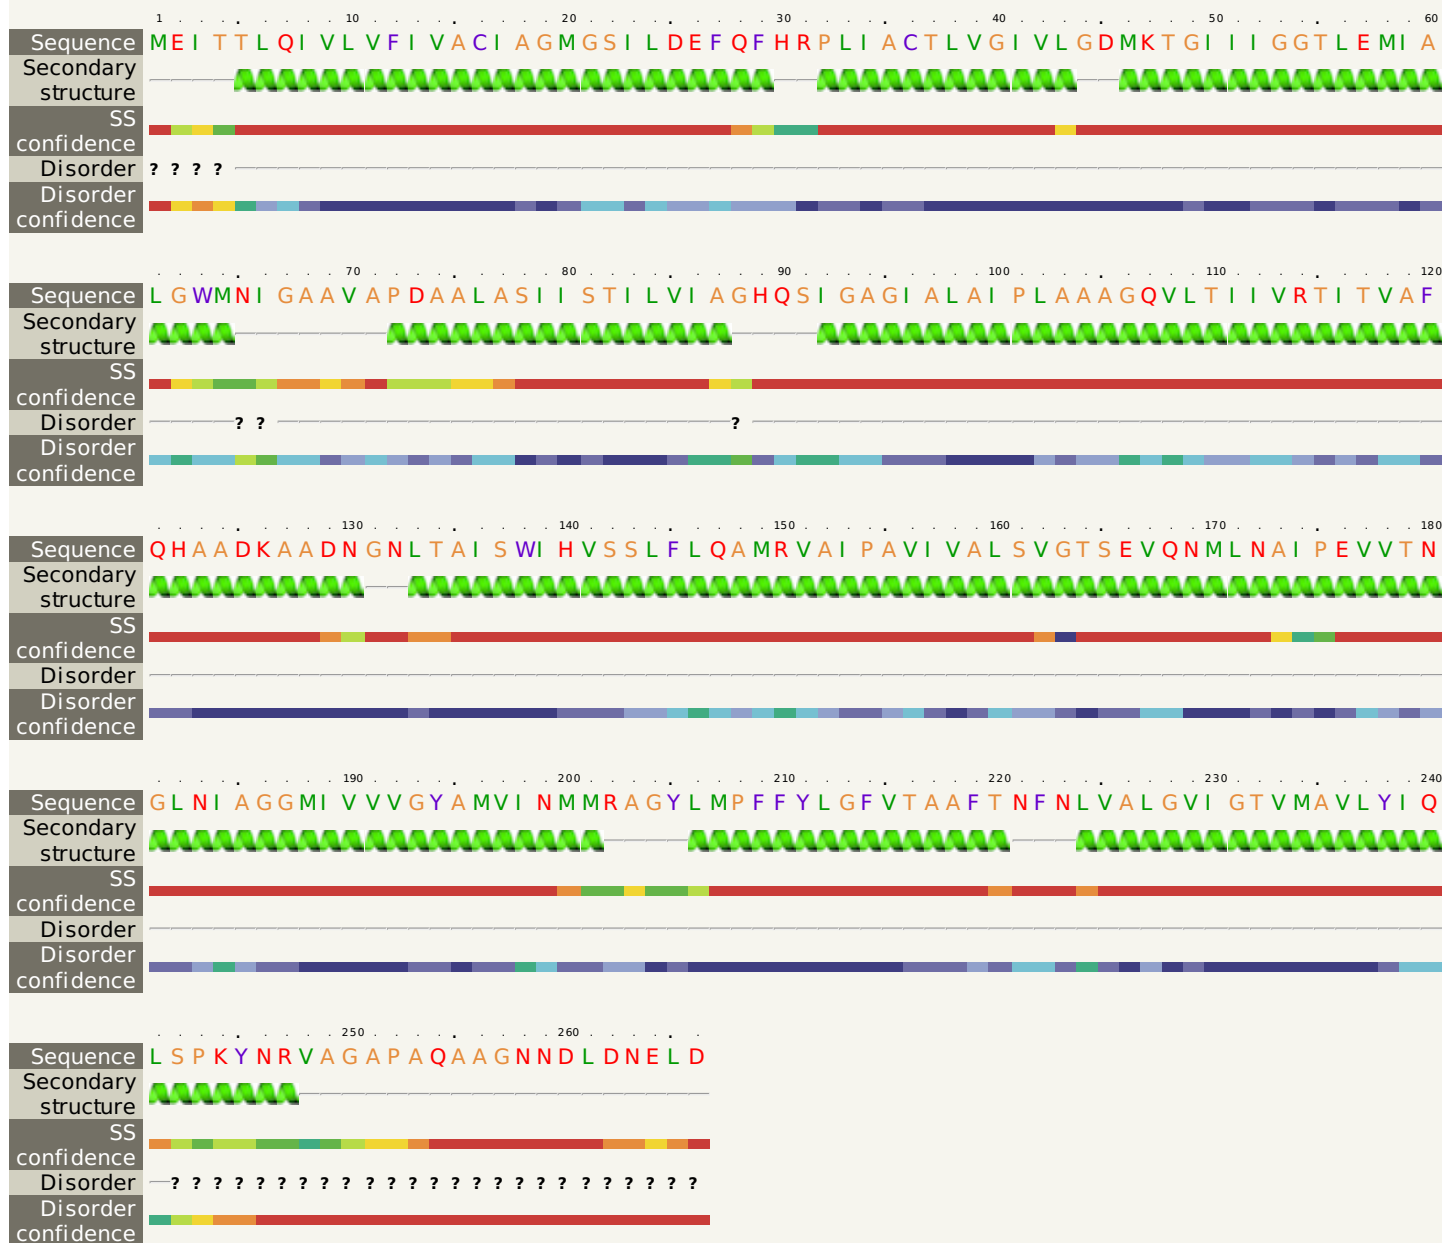 1 . . . . 10 . . . . 20 . . . . 30 . . . . 40 . . . . 50 . . . . 60
Sequence METTTLQIVLVFIVACIAGMGSILDEFQFHRPLIACTLVGIVLGDMKTGIIIGGTLEMIA
Secondary
structure
SS
confidence
Disorder ? ? ? ?
Disorder
confidence
. . . . 70 . . . . 80 . . . . 90 . . . . 100 . . . . 110 . . . . 120
Sequence LGWMNIGAAVAPDAALASIISTILVIAGHQSIGAGIALAIPLAAAGQVLTIIVRTITVAF
Secondary
structure
SS
confidence
Disorder ? ? ?
Disorder
confidence
. . . . 130 . . . . 140 . . . . 150 . . . . 160 . . . . 170 . . . . 180
Sequence QHAADKAADNGNLTAISWIHVSSLFLQAMRVAIPAVIVALSVGTSEVQNMLNAIPEVVTN
Secondary
structure
SS
confidence
Disorder
Disorder
confidence
. . . . 190 . . . . 200 . . . . 210 . . . . 220 . . . . 230 . . . . 240
Sequence GLNIAGGMIVVVGYAMVINMMRAGYLMPFFYLGFVTAAFTNFNLVALGVIGTVMAVLYIQ
Secondary
structure
SS
confidence
Disorder
Disorder
confidence
. . . . 250 . . . . 260 . . . .
Sequence LSPKYNRVAGAPAQAAGNNDLDNELD
Secondary
structure
SS
confidence
Disorder ? ? ? ? ? ? ? ? ? ? ? ? ? ? ? ? ? ? ? ? ? ? ? ? ?
Disorder
confidence